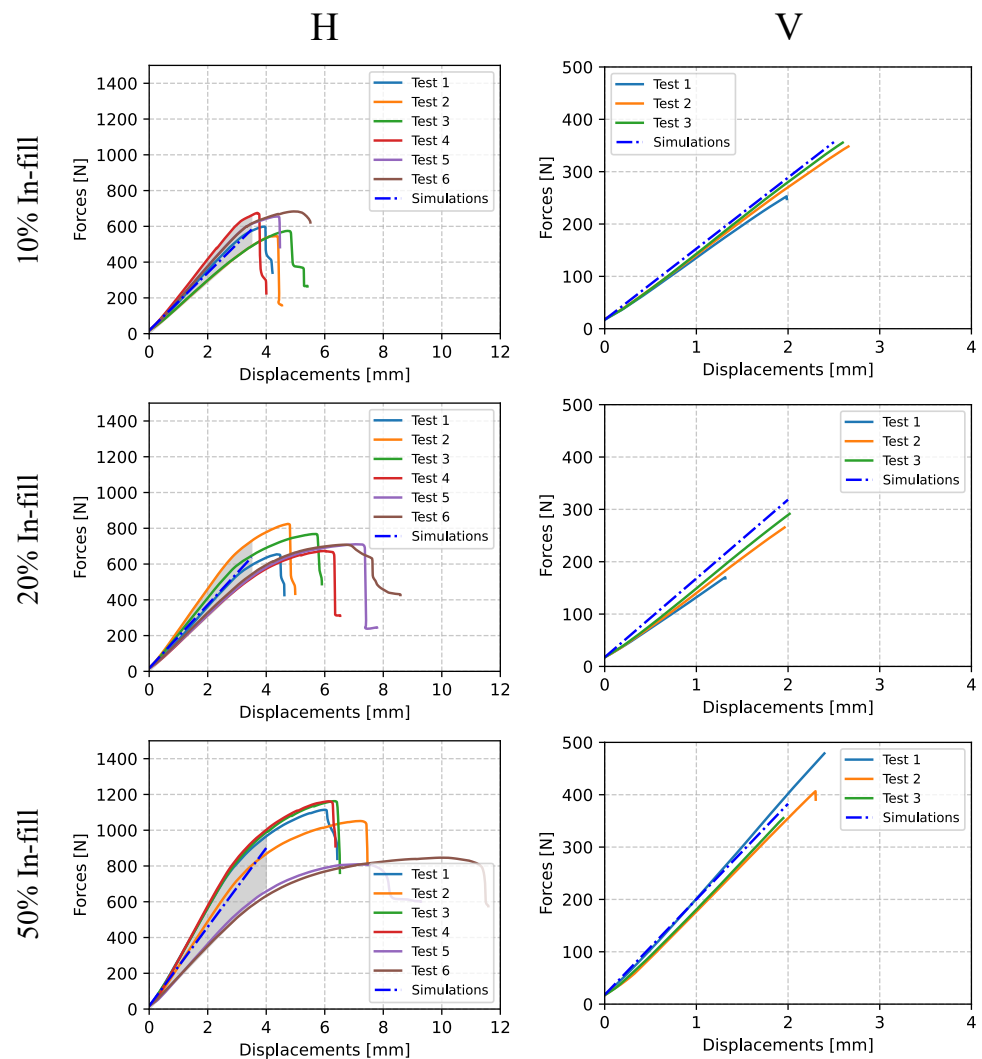 H
V
10% In-fill
Forces [N]
1400
1200
1000
800
600
400
200
0
0 2 4 6 8 10 12
Displacements [mm]
Test 1
Test 2
Test 3
Test 4
Test 5
Test 6
Simulations
Forces [N]
500
400
300
200
100
0
0 1 2 3 4
Displacements [mm]
Test 1
Test 2
Test 3
Simulations
20% In-fill
Forces [N]
1400
1200
1000
800
600
400
200
0
0 2 4 6 8 10 12
Displacements [mm]
Test 1
Test 2
Test 3
Test 4
Test 5
Test 6
Simulations
Forces [N]
500
400
300
200
100
0
0 1 2 3 4
Displacements [mm]
Test 1
Test 2
Test 3
Simulations
50% In-fill
Forces [N]
1400
1200
1000
800
600
400
200
0
0 2 4 6 8 10 12
Displacements [mm]
Test 1
Test 2
Test 3
Test 4
Test 5
Test 6
Simulations
Forces [N]
500
400
300
200
100
0
0 1 2 3 4
Displacements [mm]
Test 1
Test 2
Test 3
Simulations